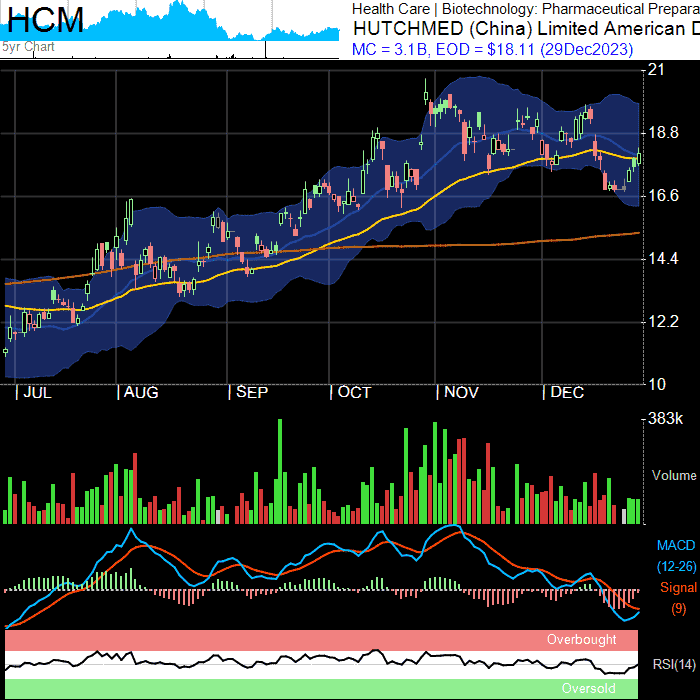 HCM
5yr Chart
Health Care | Biotechnology: Pharmaceutical Prepara
HUTCHMED (China) Limited American D
MC = 3.1B, EOD = $18.11 (29Dec2023)
21
18.8
16.6
14.4
12.2
10
| JUL | AUG | SEP | OCT | NOV | DEC
383k
Volume
MACD
(12-26)
Signal
(9)
Overbought
RSI(14)
Oversold